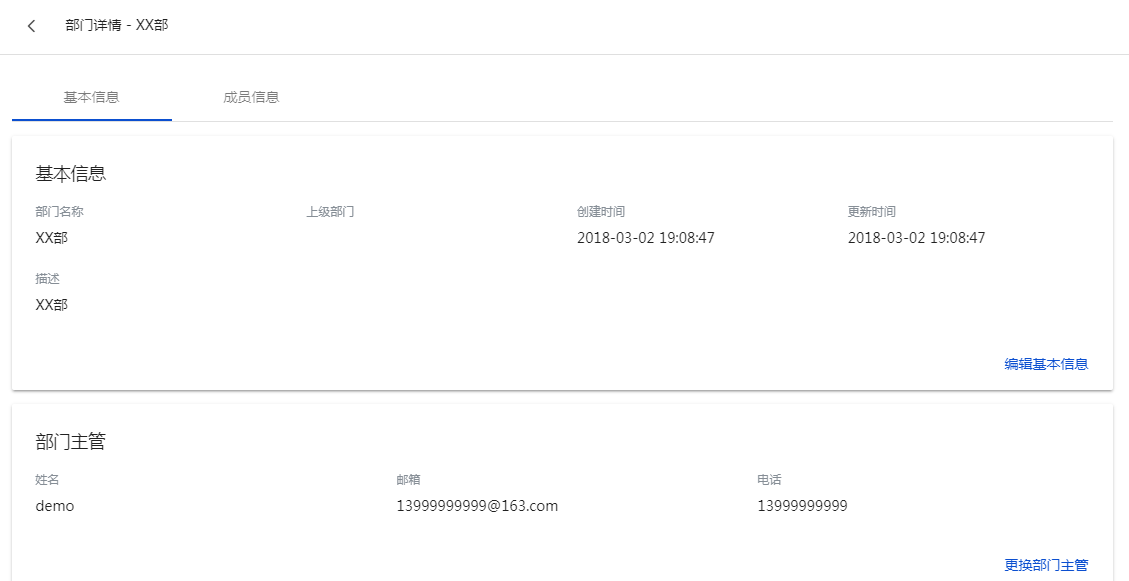 部门详情 - XX部
基本信息 成员信息
基本信息
部门名称 上级部门 创建时间 更新时间
XX部 2018-03-02 19:08:47 2018-03-02 19:08:47
描述
XX部
编辑基本信息
部门主管
姓名 邮箱 电话
demo 13999999999@163.com 13999999999
更换部门主管